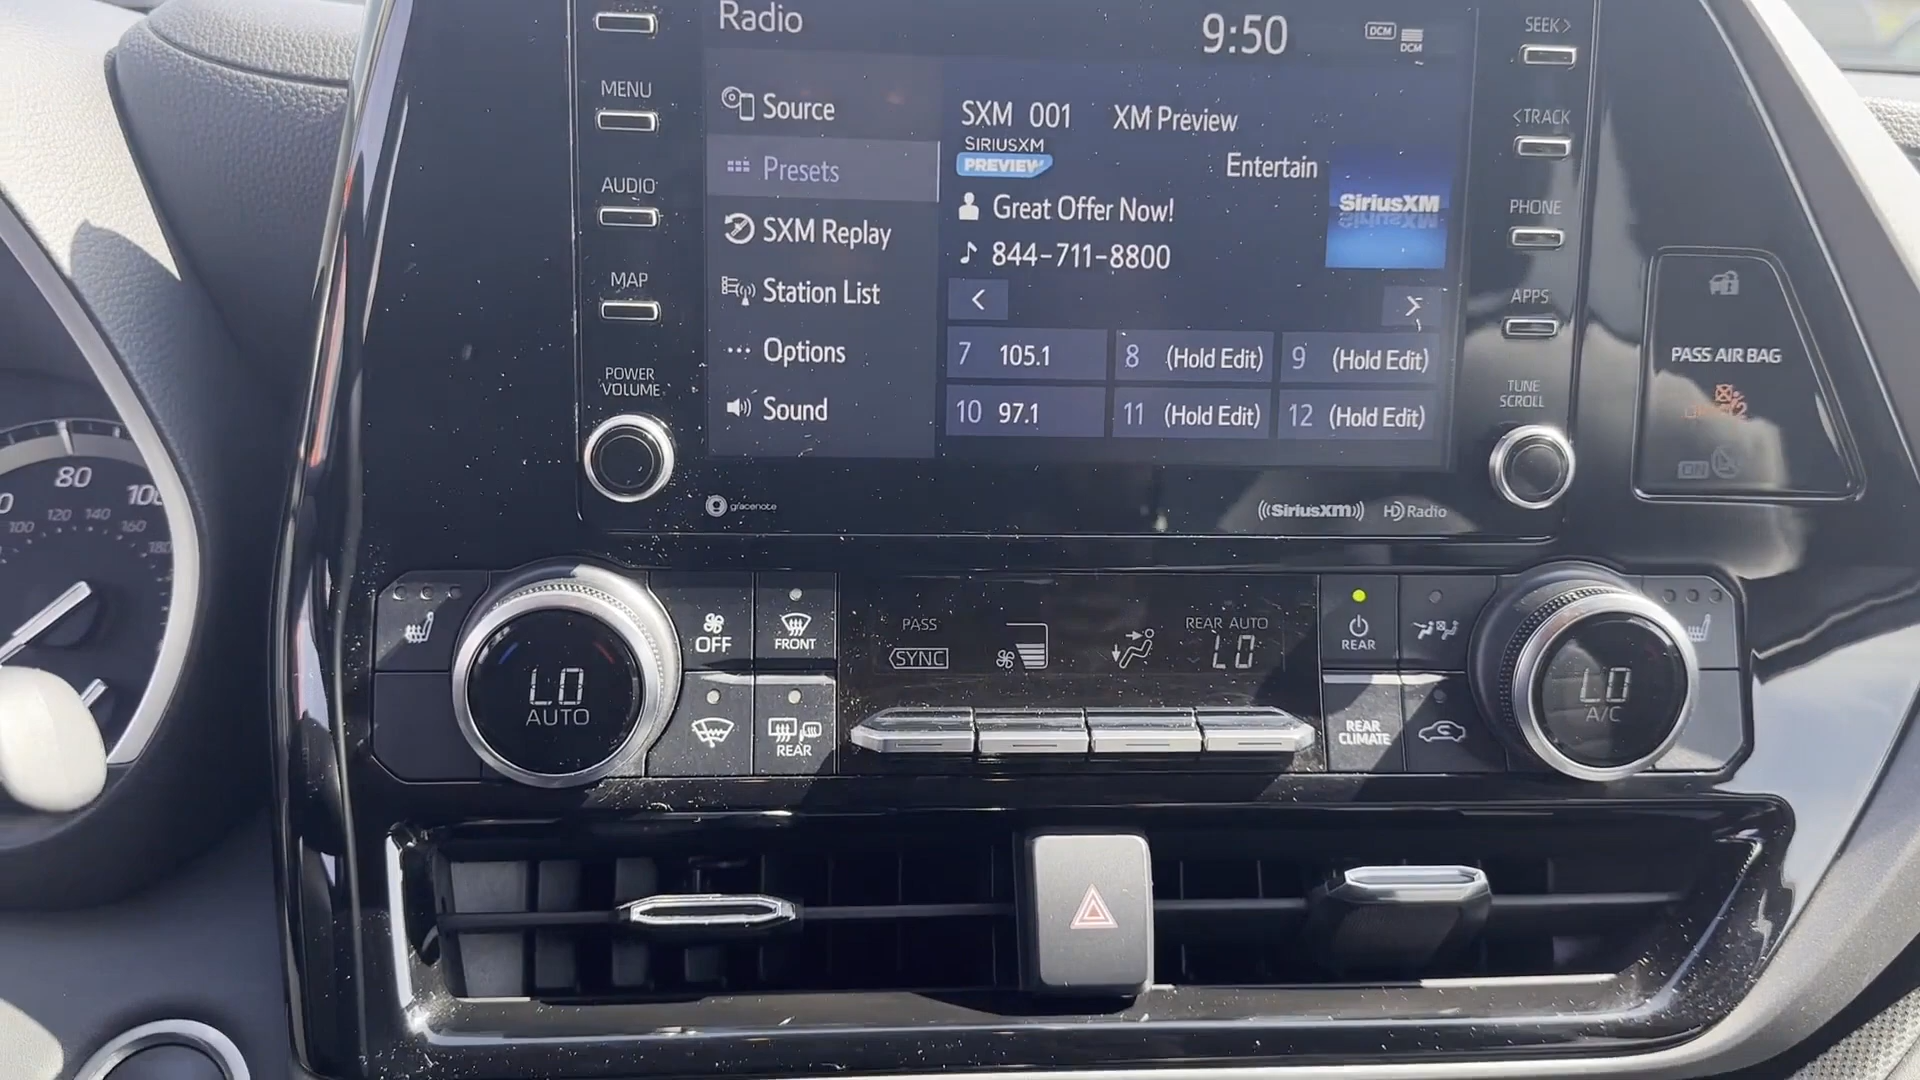 Radio
9:50
DCM
DCM
SEEK >
MENU
<TRACK
AUDIO
PHONE
MAP
APPS
POWER
VOLUME
TUNE
SCROLL
Source
Presets
SXM Replay
Station List
Options
Sound
SXM 001 XM Preview
SIRIUSXM
PREVIEW
Entertain
SiriusXM
Great Offer Now!
844-711-8800
<
>
7 105.1
8 (Hold Edit)
9 (Hold Edit)
10 97.1
11 (Hold Edit)
12 (Hold Edit)
gracenote
((SiriusXM))
HD Radio
PASS AIR BAG
ON
80
100
100
120
140
160
180
LO
AUTO
OFF
FRONT
REAR
PASS
SYNC
REAR AUTO
LO
REAR
REAR
CLIMATE
LO
A/C